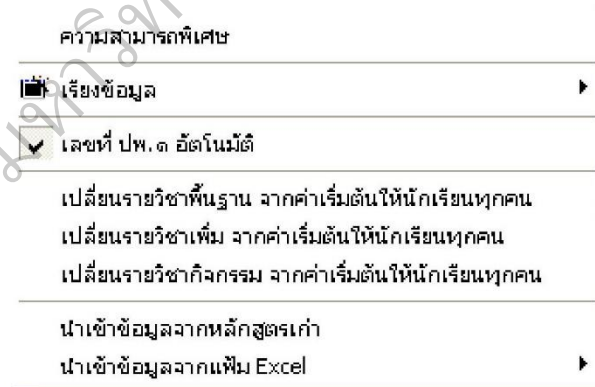 ความสามารถพิเศษ
เรียงข้อมูล
เลขที่ ปพ.๑ อัตโนมัติ
เปลี่ยนรายวิชาพื้นฐาน จากค่าเริ่มต้นให้นักเรียนทุกคน
เปลี่ยนรายวิชาเพิ่ม จากค่าเริ่มต้นให้นักเรียนทุกคน
เปลี่ยนรายวิชากิจกรรม จากค่าเริ่มต้นให้นักเรียนทุกคน
นำเข้าข้อมูลจากหลักสูตรเก่า
นำเข้าข้อมูลจากแฟ้ม Excel